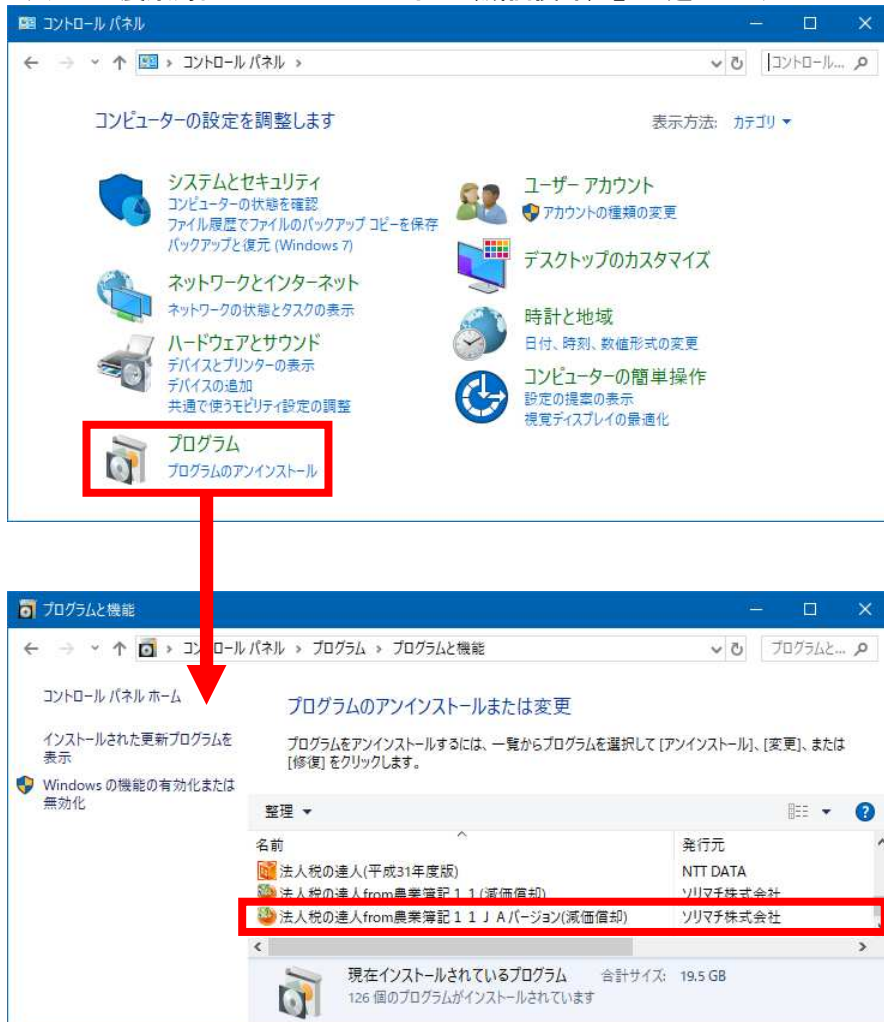 コントロール パネル
コントロール パネル
コントロール...
コンピューターの設定を調整します
表示方法: カテゴリ
システムとセキュリティ
コンピューターの状態を確認
ファイル履歴でファイルのバックアップ コピーを保存
バックアップと復元 (Windows 7)
ネットワークとインターネット
ネットワークの状態とタスクの表示
ハードウェアとサウンド
デバイスとプリンターの表示
デバイスの追加
共通で使うモビリティ設定の調整
プログラム
プログラムのアンインストール
ユーザー アカウント
アカウントの種類の変更
デスクトップのカスタマイズ
時計と地域
日付、時刻、数値形式の変更
コンピューターの簡単操作
設定の提案の表示
視覚ディスプレイの最適化
プログラムと機能
コントロール パネル › プログラム › プログラムと機能
プログラムと...
コントロール パネル ホーム
インストールされた更新プログラムを
表示
Windows の機能の有効化または
無効化
プログラムのアンインストールまたは変更
プログラムをアンインストールするには、一覧からプログラムを選択して [アンインストール]、[変更]、または
[修復] をクリックします。
整理
名前 発行元
法人税の達人(平成31年度版) NTT DATA
法人税の達人from農業簿記11(減価償却) ソリマチ株式会社
法人税の達人from農業簿記11JAバージョン(減価償却) ソリマチ株式会社
現在インストールされているプログラム 合計サイズ: 19.5 GB
126 個のプログラムがインストールされています